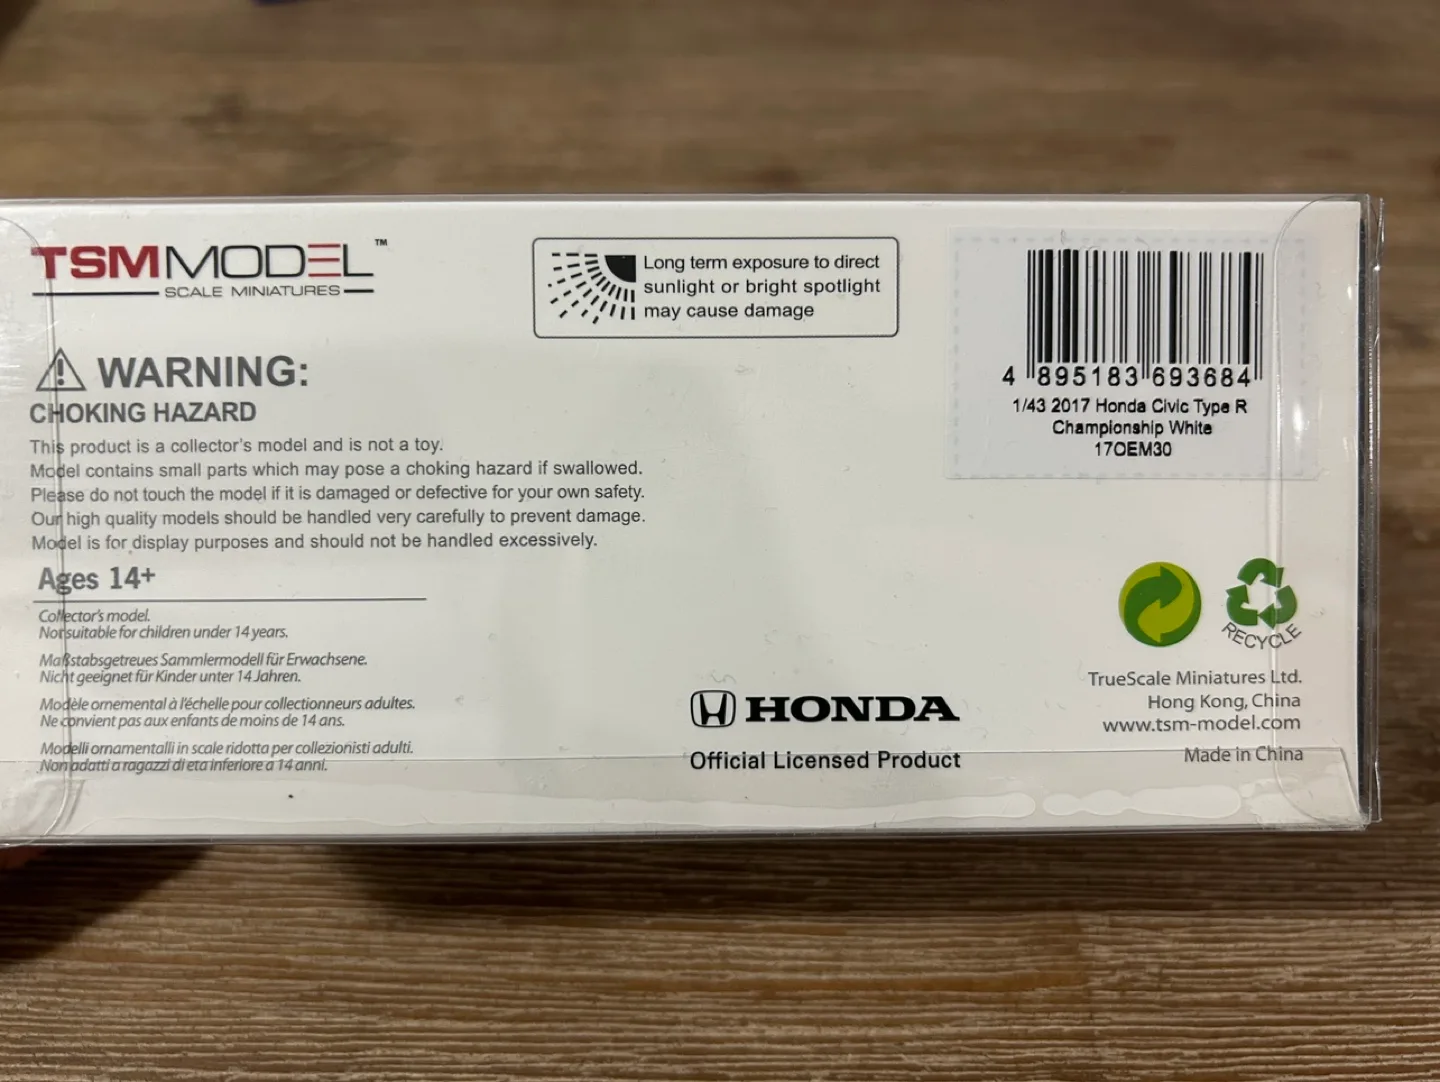 TSM MODEL™
SCALE MINIATURES
Long term exposure to direct
sunlight or bright spotlight
may cause damage
WARNING:
CHOKING HAZARD
This product is a collector's model and is not a toy.
Model contains small parts which may pose a choking hazard if swallowed.
Please do not touch the model if it is damaged or defective for your own safety.
Our high quality models should be handled very carefully to prevent damage.
Model is for display purposes and should not be handled excessively.
Ages 14+
Collector's model.
Not suitable for children under 14 years.
Maßstabsgetreues Sammlermodell für Erwachsene.
Nicht geeignet für Kinder unter 14 Jahren.
Modèle ornemental à l'échelle pour collectionneurs adultes.
Ne convient pas aux enfants de moins de 14 ans.
Modelli ornamentalli in scale ridotta per collezionisti adulti.
Non adatti a ragazzi di eta inferiore a 14 anni.
4 895183 693684
1/43 2017 Honda Civic Type R
Championship White
17OEM30
RECYCLE
TrueScale Miniatures Ltd.
Hong Kong, China
www.tsm-model.com
Made in China
HONDA
Official Licensed Product